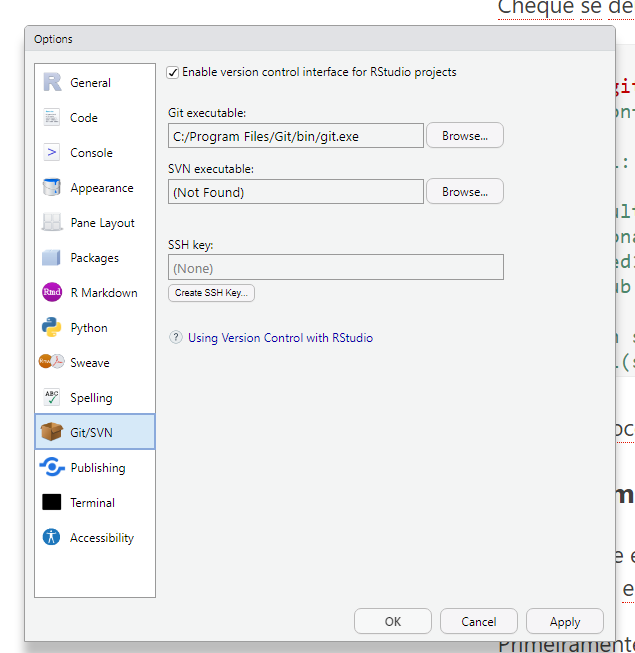 Cheque se de
Options
General
Code
Console
Appearance
Pane Layout
Packages
R Markdown
Python
Sweave
Spelling
Git/SVN
Publishing
Terminal
Accessibility
Enable version control interface for RStudio projects
Git executable:
C:/Program Files/Git/bin/git.exe
Browse...
SVN executable:
(Not Found)
Browse...
SSH key:
(None)
Create SSH Key...
? Using Version Control with RStudio
OK
Cancel
Apply
Primeiramente